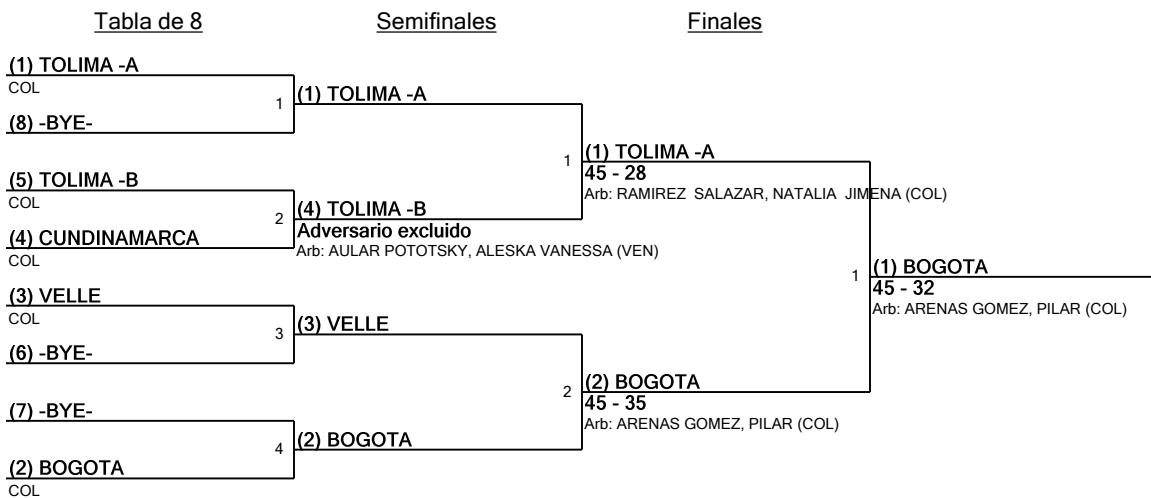 Tabla de 8
Semifinales
Finales
(1) TOLIMA -A
COL
1
(8) -BYE-
(5) TOLIMA -B
COL
2
(4) CUNDINAMARCA
COL
(3) VELLE
COL
3
(6) -BYE-
(7) -BYE-
4
(2) BOGOTA
COL
(1) TOLIMA -A
1
(4) TOLIMA -B
Adversario excluido
Arb: AULAR POTOTSKY, ALESKA VANESSA (VEN)
(3) VELLE
2
(2) BOGOTA
(1) TOLIMA -A
45 - 28
Arb: RAMIREZ  SALAZAR, NATALIA  JIMENA (COL)
1
(2) BOGOTA
45 - 35
Arb: ARENAS GOMEZ, PILAR (COL)
(1) BOGOTA
45 - 32
Arb: ARENAS GOMEZ, PILAR (COL)